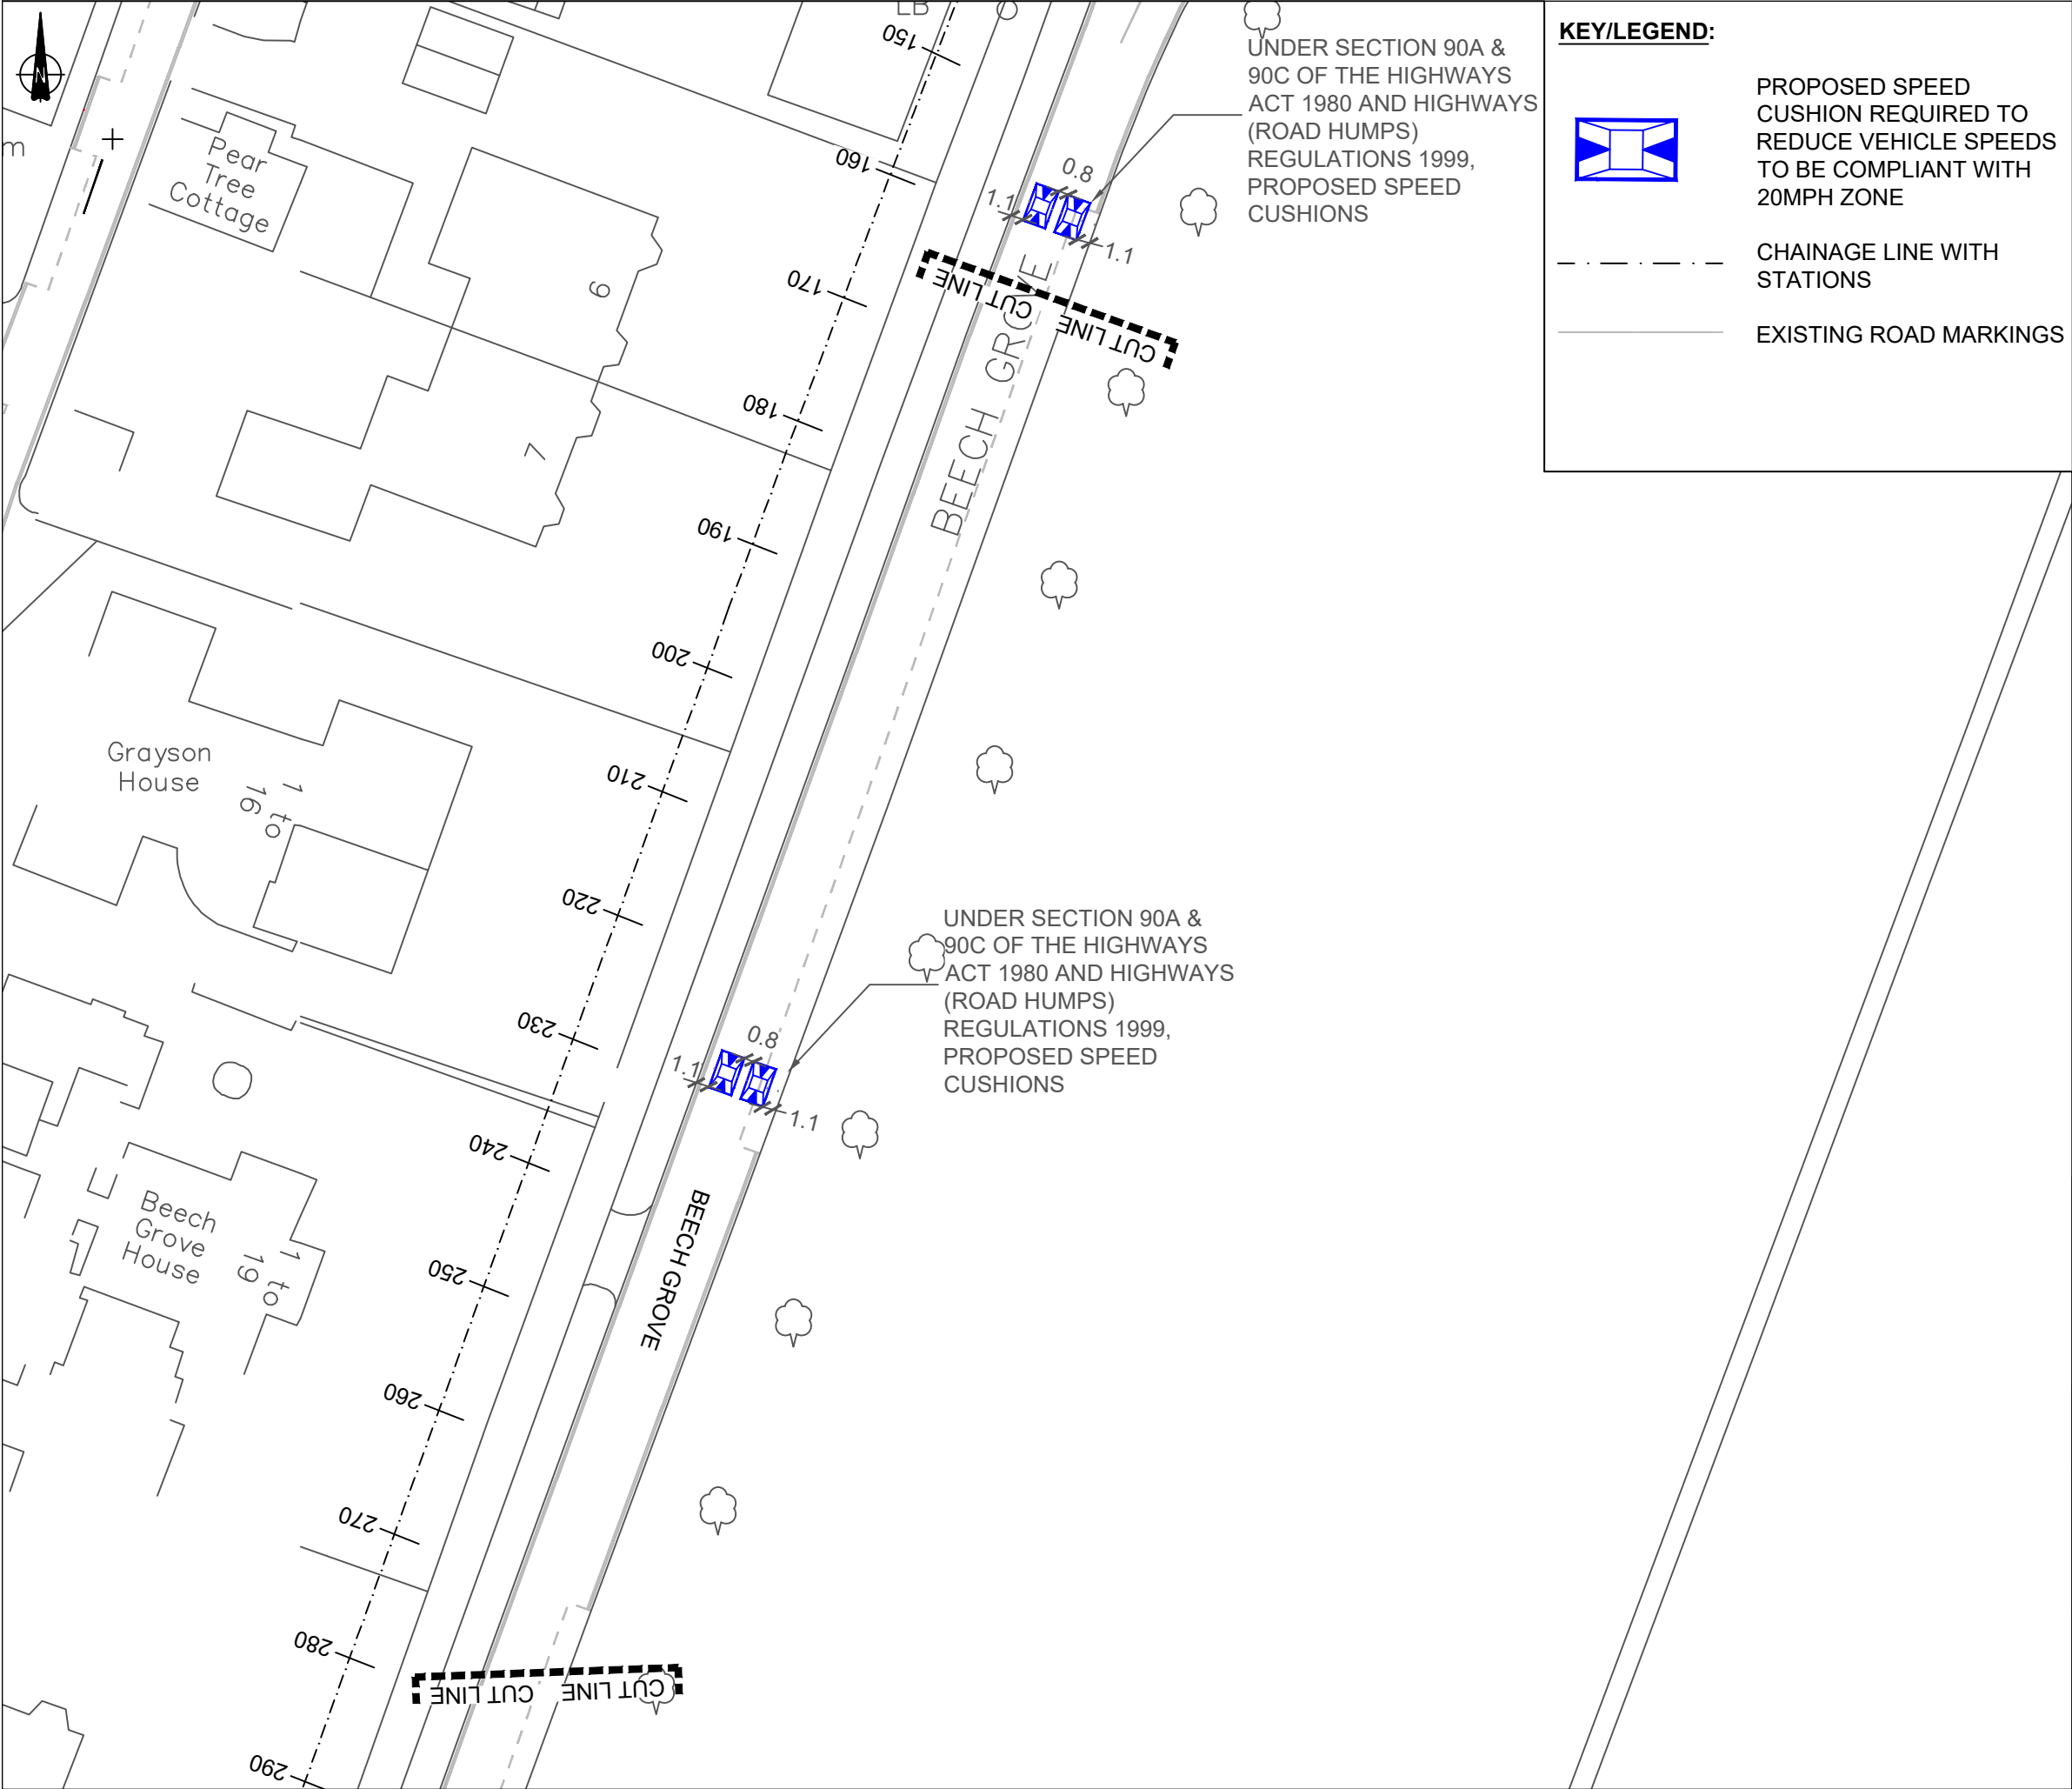 LB
150
UNDER SECTION 90A &
90C OF THE HIGHWAYS
ACT 1980 AND HIGHWAYS
(ROAD HUMPS)
REGULATIONS 1999,
PROPOSED SPEED
CUSHIONS
KEY/LEGEND:
PROPOSED SPEED
CUSHION REQUIRED TO
REDUCE VEHICLE SPEEDS
TO BE COMPLIANT WITH
20MPH ZONE
CHAINAGE LINE WITH
STATIONS
EXISTING ROAD MARKINGS
N
m
Pear
Tree
Cottage
160
0.8
1.1
1.1
170
6
CUT LINE
CUT LINE
BEECH GROVE
180
7
190
200
Grayson
House
1
to
16
210
220
UNDER SECTION 90A &
90C OF THE HIGHWAYS
ACT 1980 AND HIGHWAYS
(ROAD HUMPS)
REGULATIONS 1999,
PROPOSED SPEED
CUSHIONS
230
0.8
1.1
1.1
240
Beech
Grove
House
1
to
19
BEECH GROVE
250
260
270
280
CUT LINE
CUT LINE
290